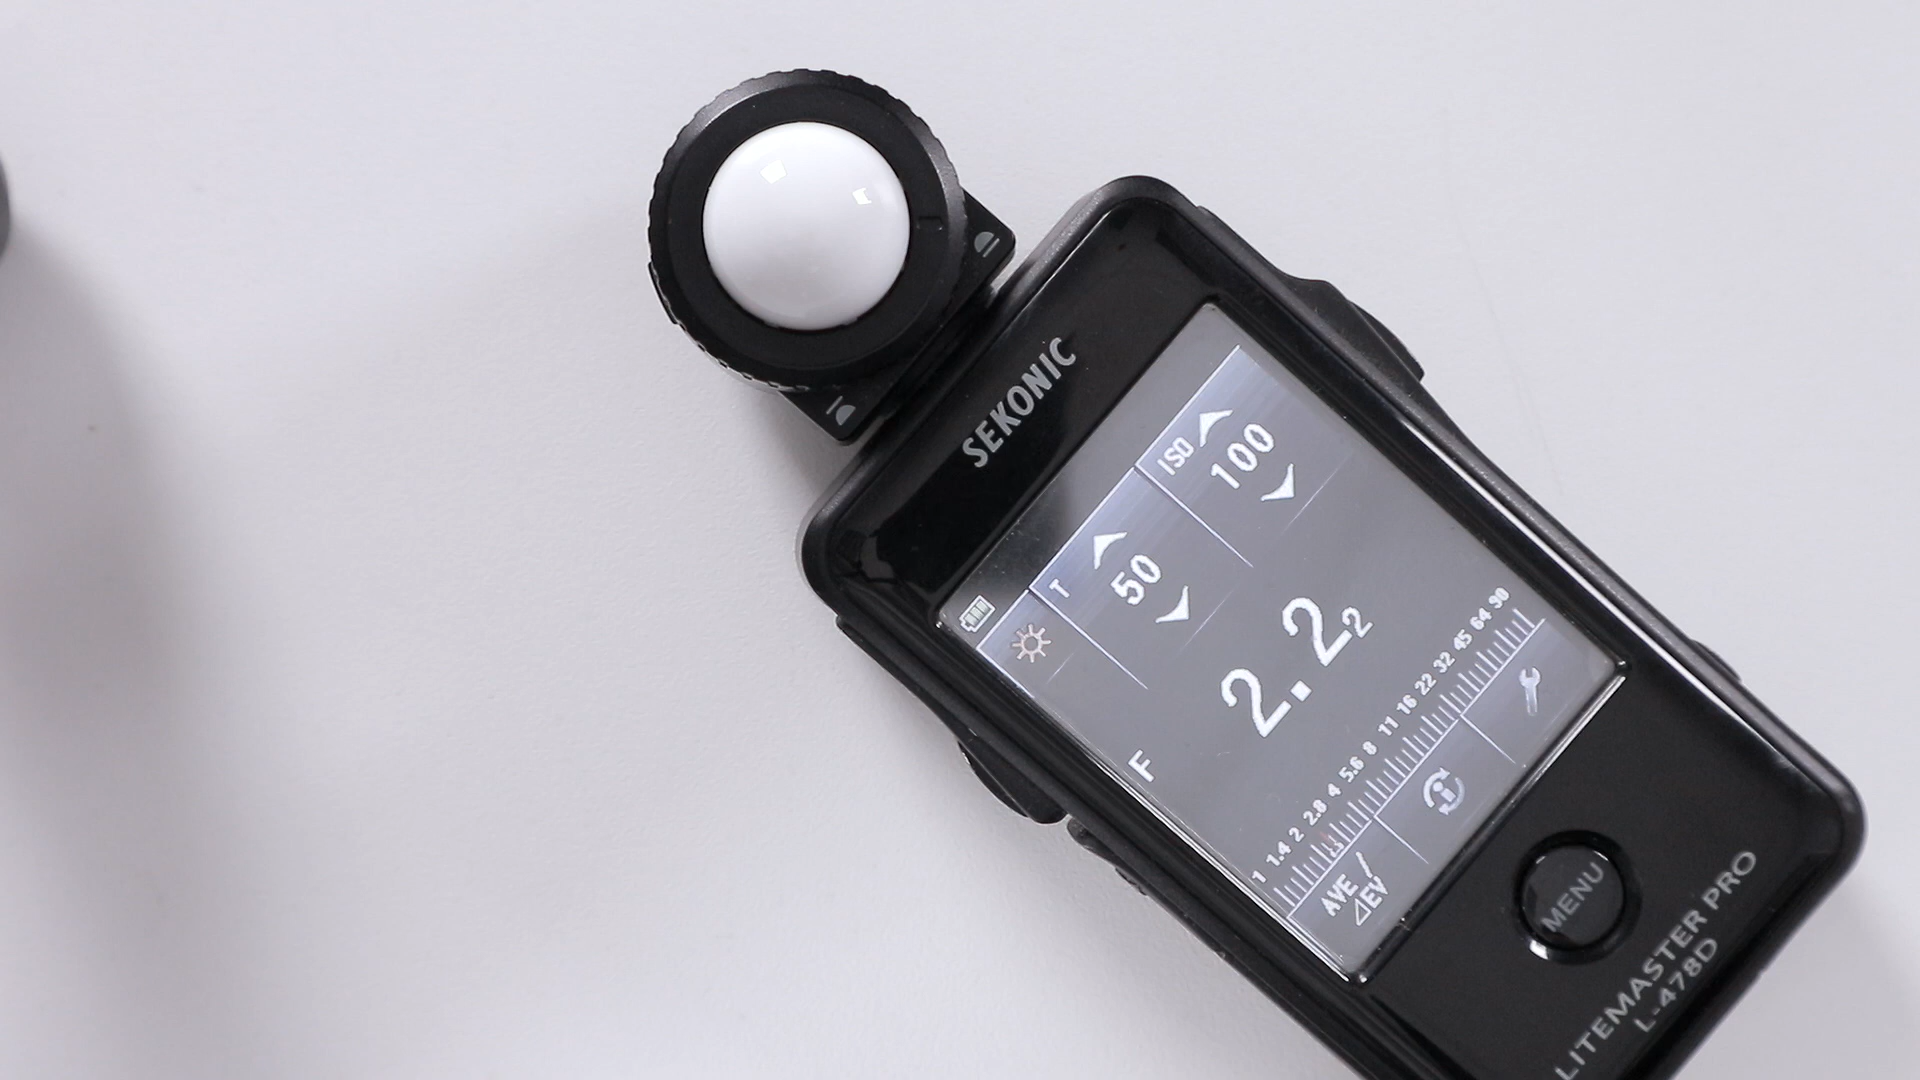 SEKONIC
T 50
ISO 100
F 2.2 2
1 1.4 2 2.8 4 5.6 8 11 16 22 32 45 64 90
AVE /
⊿EV
MENU
LITEMASTER PRO
L-478D